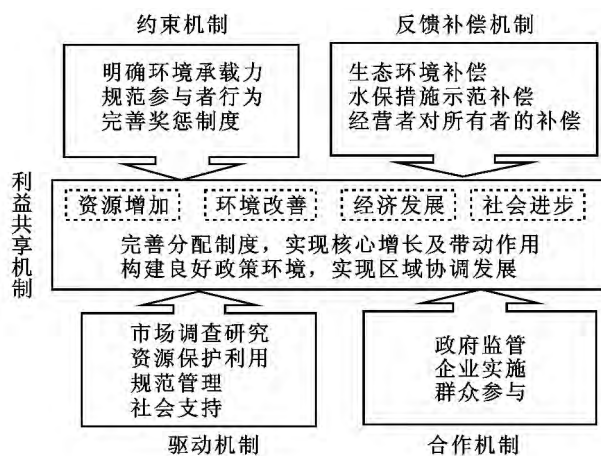 约束机制
反馈补偿机制
明确环境承载力
规范参与者行为
完善奖惩制度
生态环境补偿
水保措施示范补偿
经营者对所有者的补偿
利益共享机制
资源增加 环境改善 经济发展 社会进步
完善分配制度，实现核心增长及带动作用
构建良好政策环境，实现区域协调发展
市场调查研究
资源保护利用
规范管理
社会支持
政府监管
企业实施
群众参与
驱动机制
合作机制